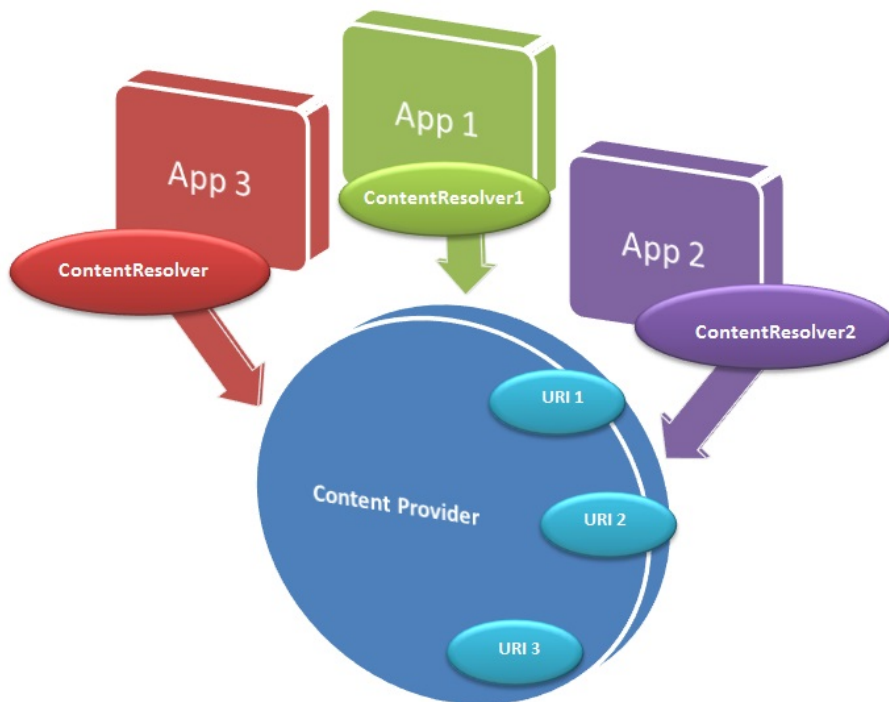 App 1
ContentResolver1
App 3
ContentResolver
App 2
ContentResolver2
URI 1
Content Provider
URI 2
URI 3